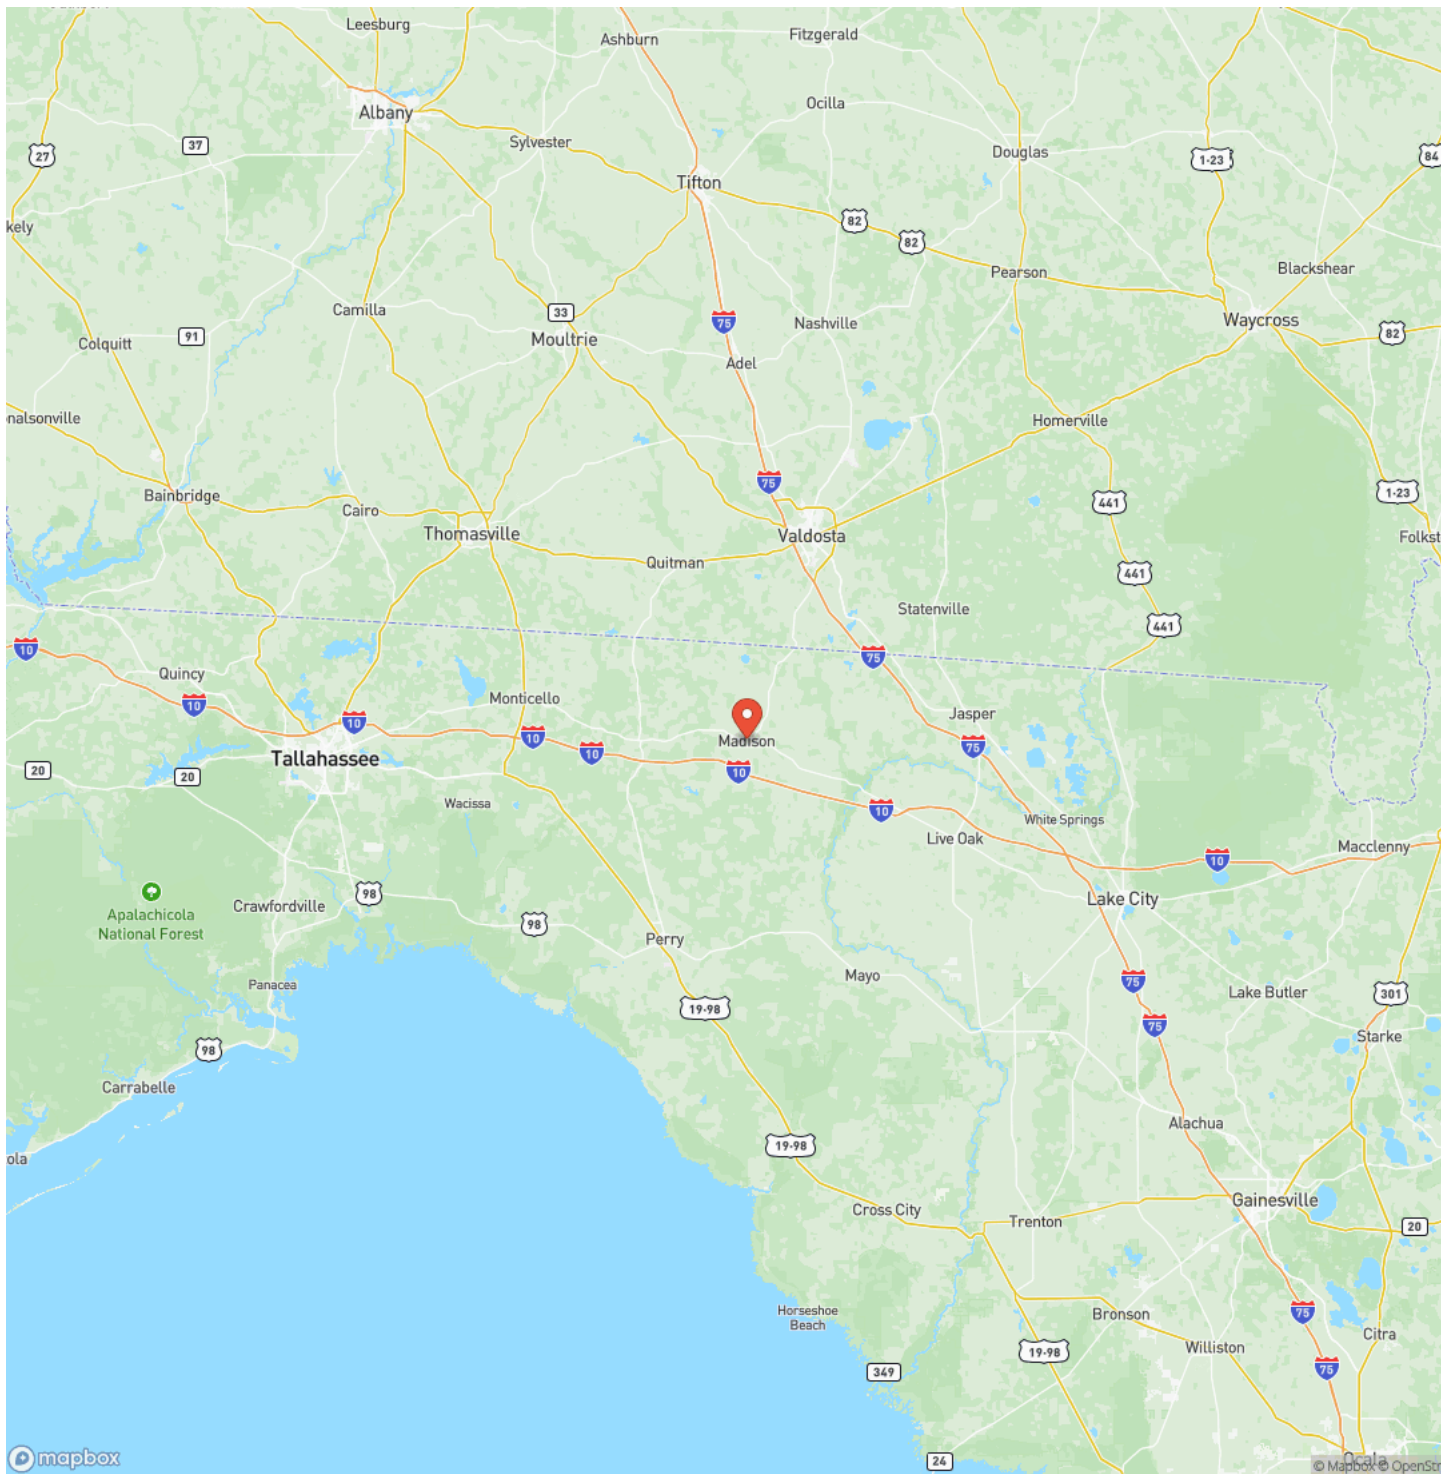 Leesburg
Ashburn
Fitzgerald
Albany
Ocilla
37
Sylvester
27
Douglas
1-23
84
Tifton
82
kely
82
Pearson
Blackshear
Camilla
33
75
Nashville
Waycross
91
Moultrie
82
Colquitt
Adel
nalsonville
Homerville
75
Bainbridge
441
1-23
Cairo
Thomasville
Valdosta
Folkst
Quitman
441
Statenville
441
10
75
Quincy
Monticello
10
10
Jasper
10
Madison
75
10
Tallahassee
20
20
10
Wacissa
10
White Springs
Live Oak
Macclenny
10
98
Lake City
Apalachicola
National Forest
Crawfordville
98
Perry
Mayo
75
Panacea
Lake Butler
301
19-98
75
98
Starke
Carrabelle
Alachua
19-98
ola
Gainesville
Cross City
Trenton
20
Horseshoe
Beach
Bronson
75
Citra
19-98
Williston
349
75
mapbox
24
Ocala
© Mapbox © OpenStr